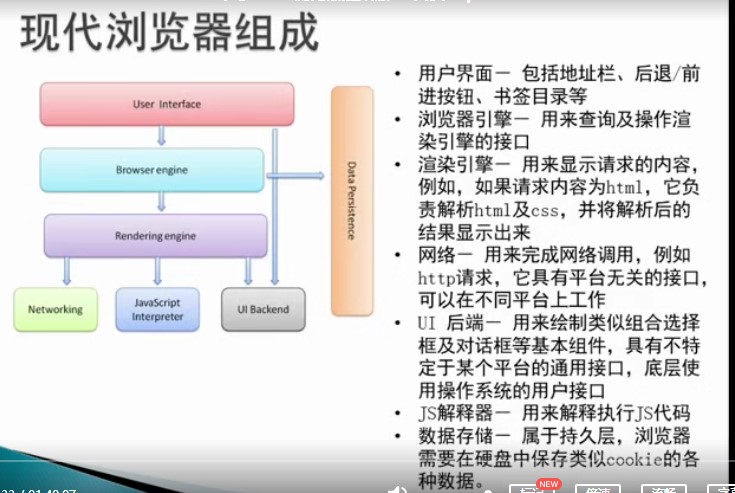 现代浏览器组成
User Interface
Browser engine
Rendering engine
Networking
JavaScript
Interpreter
UI Backend
Data Persistence
• 用户界面－ 包括地址栏、后退/前
进按钮、书签目录等
• 浏览器引擎－ 用来查询及操作渲
染引擎的接口
• 渲染引擎－ 用来显示请求的内容，
例如，如果请求内容为html，它负
责解析html及css，并将解析后的
结果显示出来
• 网络－ 用来完成网络调用，例如
http请求，它具有平台无关的接口，
可以在不同平台上工作
• UI 后端－ 用来绘制类似组合选择
框及对话框等基本组件，具有不特
定于某个平台的通用接口，底层使
用操作系统的用户接口
• JS解释器－ 用来解释执行JS代码
• 数据存储－ 属于持久层，浏览器
需要在硬盘中保存类似cookie的各
种数据。
NEW
倍速